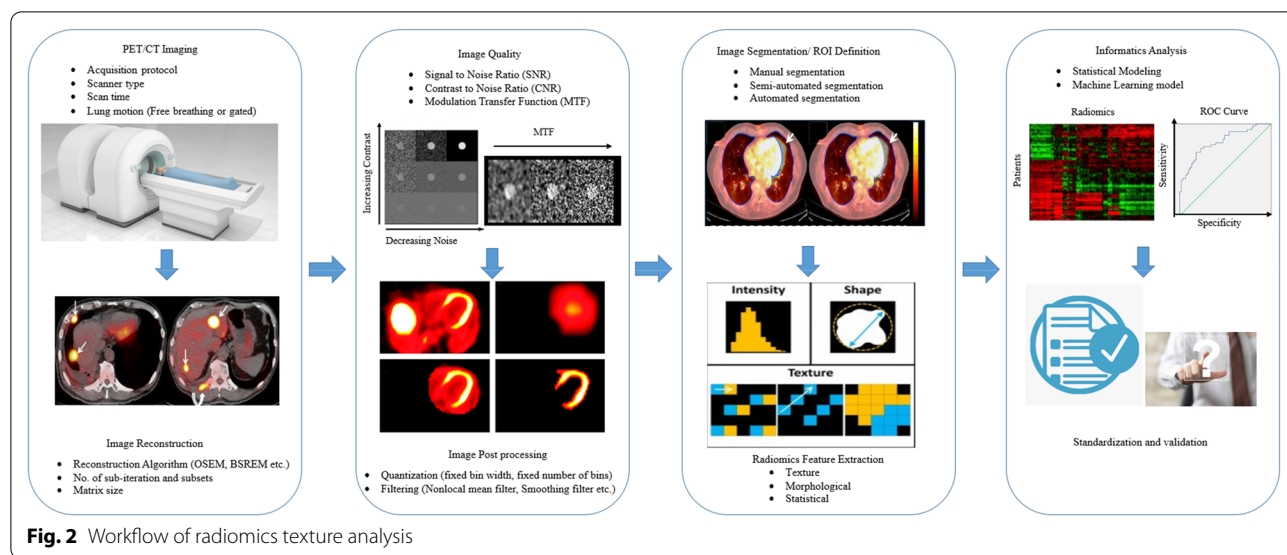 PET/CT Imaging
• Acquisition protocol
• Scanner type
• Scan time
• Lung motion (Free breathing or gated)
Image Reconstruction
• Reconstruction Algorithm (OSEM, BSREM etc.)
• No. of sub-iteration and subsets
• Matrix size
Image Quality
• Signal to Noise Ratio (SNR)
• Contrast to Noise Ratio (CNR)
• Modulation Transfer Function (MTF)
MTF
Increasing Contrast
Decreasing Noise
Image Post processing
• Quantization (fixed bin width, fixed number of bins)
• Filtering (Nonlocal mean filter, Smoothing filter etc.)
Image Segmentation/ ROI Definition
• Manual segmentation
• Semi-automated segmentation
• Automated segmentation
Intensity
Shape
Texture
Radiomics Feature Extraction
• Texture
• Morphological
• Statistical
Informatics Analysis
• Statistical Modeling
• Machine Learning model
Radiomics
Patients
ROC Curve
Sensitivity
Specificity
?
Standardization and validation
Fig. 2 Workflow of radiomics texture analysis